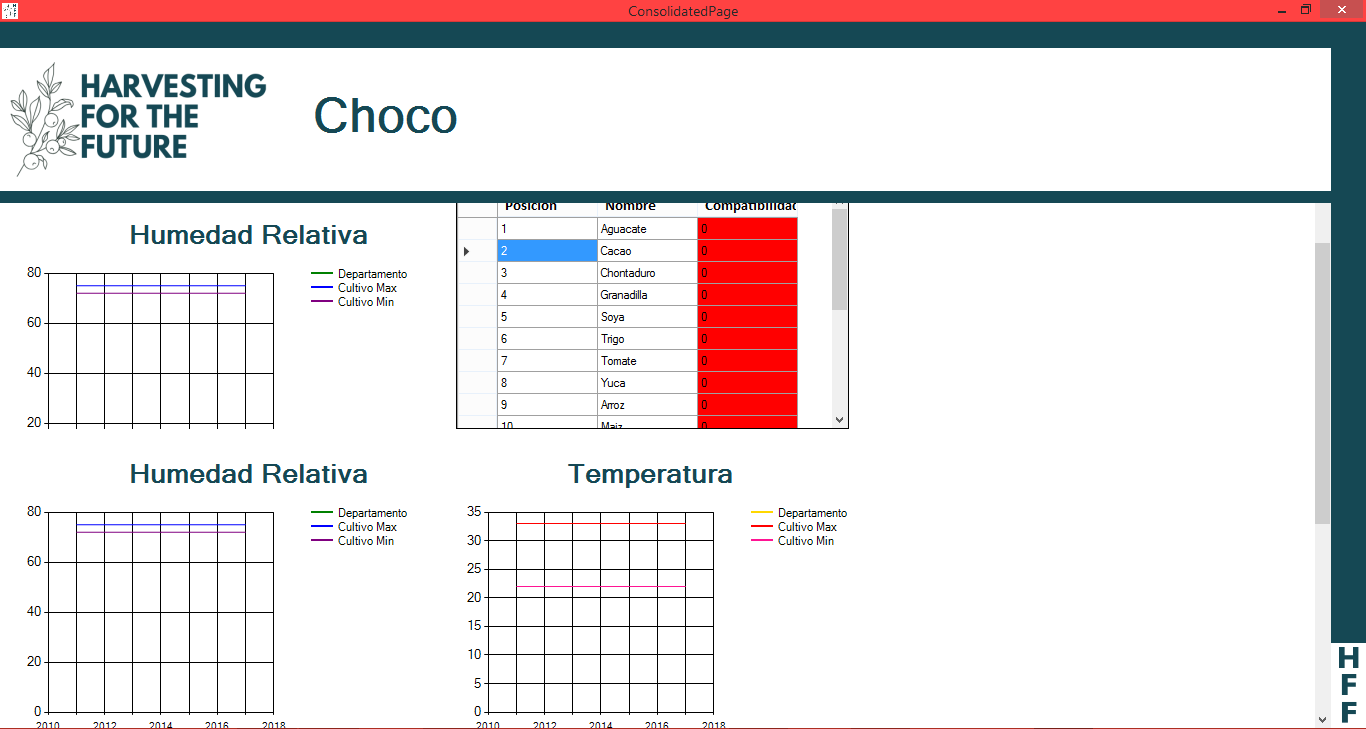 ConsolidatedPage
HARVESTING
FOR THE
FUTURE
Choco
Humedad Relativa
80
60
40
20
Departamento
Cultivo Max
Cultivo Min
Posicion Nombre Compatibilidad
1 Aguacate 0
2 Cacao 0
3 Chontaduro 0
4 Granadilla 0
5 Soya 0
6 Trigo 0
7 Tomate 0
8 Yuca 0
9 Arroz 0
10 Maiz 0
Humedad Relativa
80
60
40
20
0
2010 2012 2014 2016 2018
Departamento
Cultivo Max
Cultivo Min
Temperatura
35
30
25
20
15
10
5
0
2010 2012 2014 2016 2018
Departamento
Cultivo Max
Cultivo Min
H
F
F